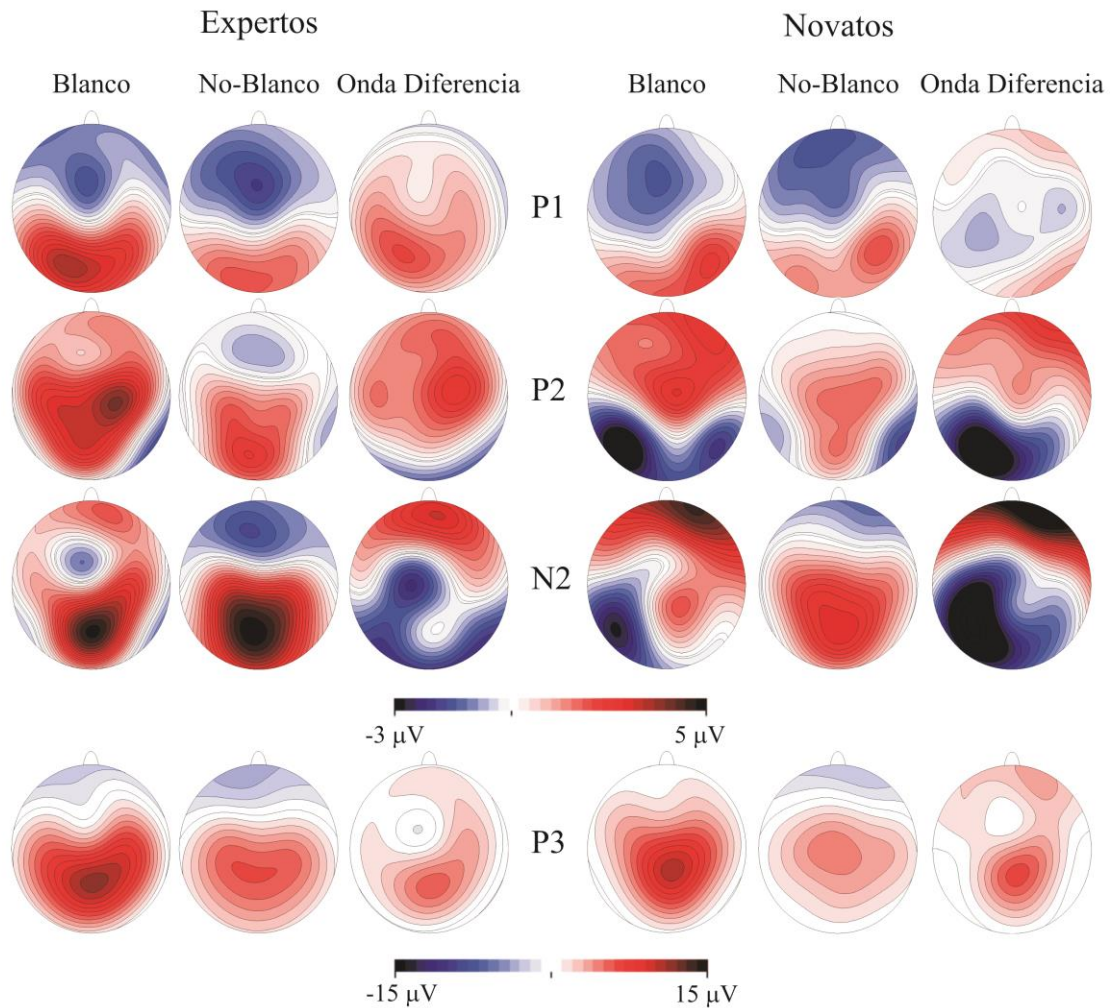 Expertos Novatos
Blanco No-Blanco Onda Diferencia Blanco No-Blanco Onda Diferencia
P1
P2
N2
-3 µV 5 µV
P3
-15 µV 15 µV